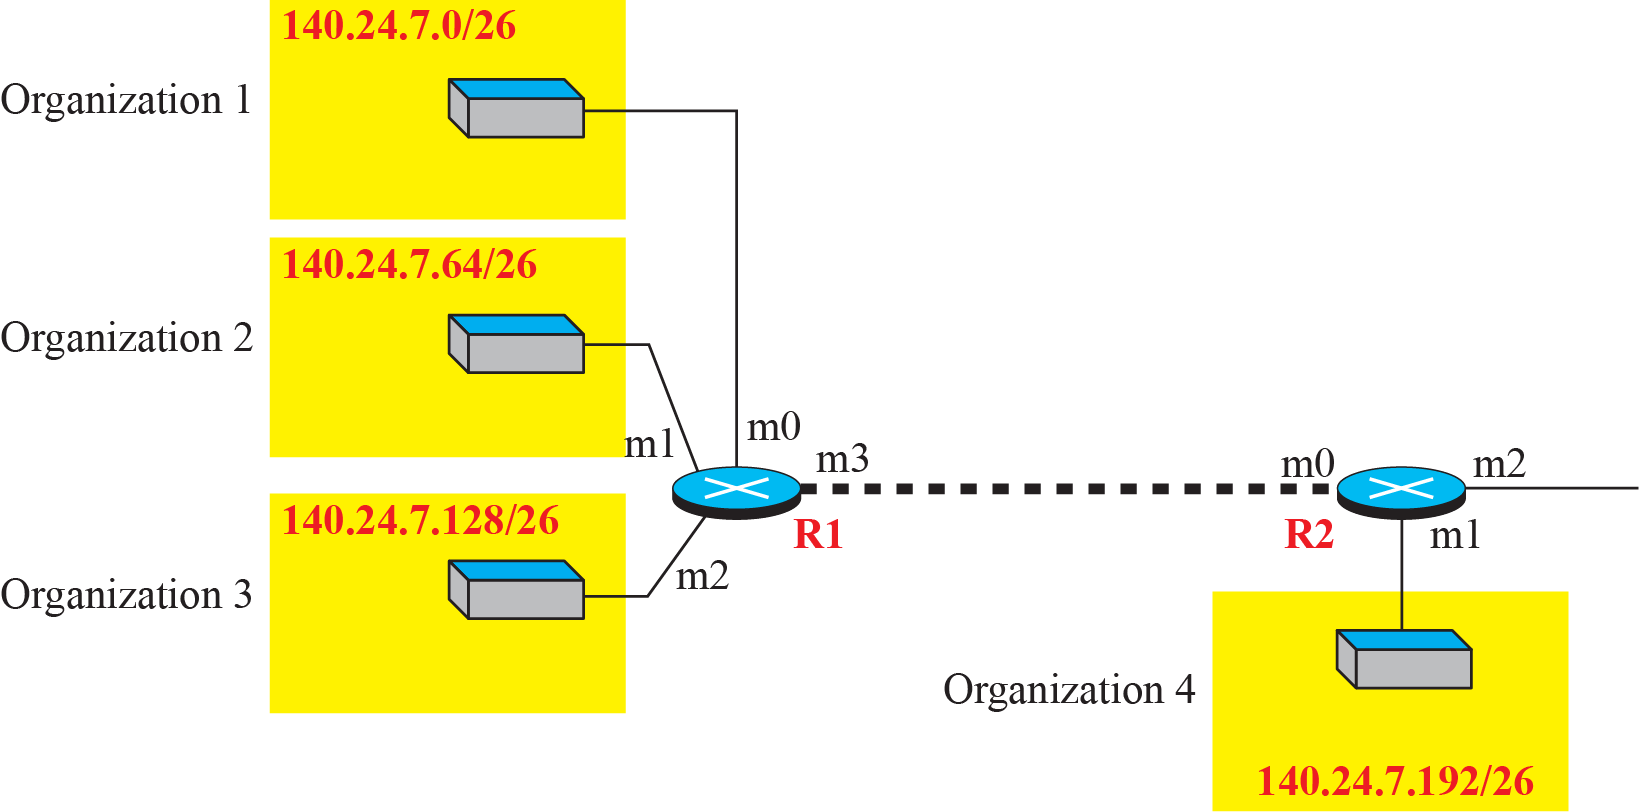 140.24.7.0/26
Organization 1
140.24.7.64/26
Organization 2
m0
m1
m3
m0
m2
140.24.7.128/26
R1
R2
m1
m2
Organization 3
Organization 4
140.24.7.192/26